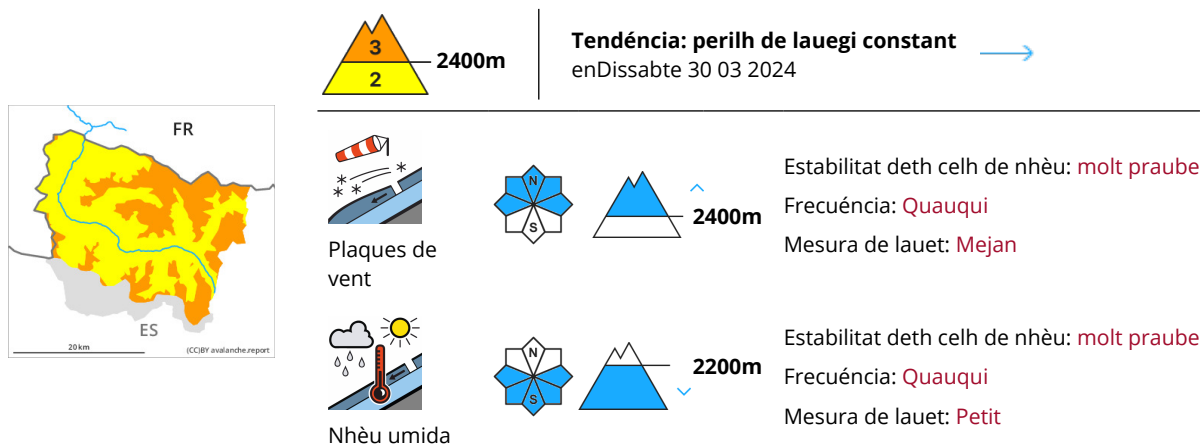 3
2
2400m
Tendéncia: perilh de lauegi constant
enDissabte 30 03 2024
FR
ES
20 km
(CC)BY avalanche.report
Plaques de
vent
N
S
2400m
Estabilitat deth celh de nhèu: molt praube
Frecuéncia: Quauqui
Mesura de lauet: Mejan
Nhèu umida
N
S
2200m
Estabilitat deth celh de nhèu: molt praube
Frecuéncia: Quauqui
Mesura de lauet: Petit